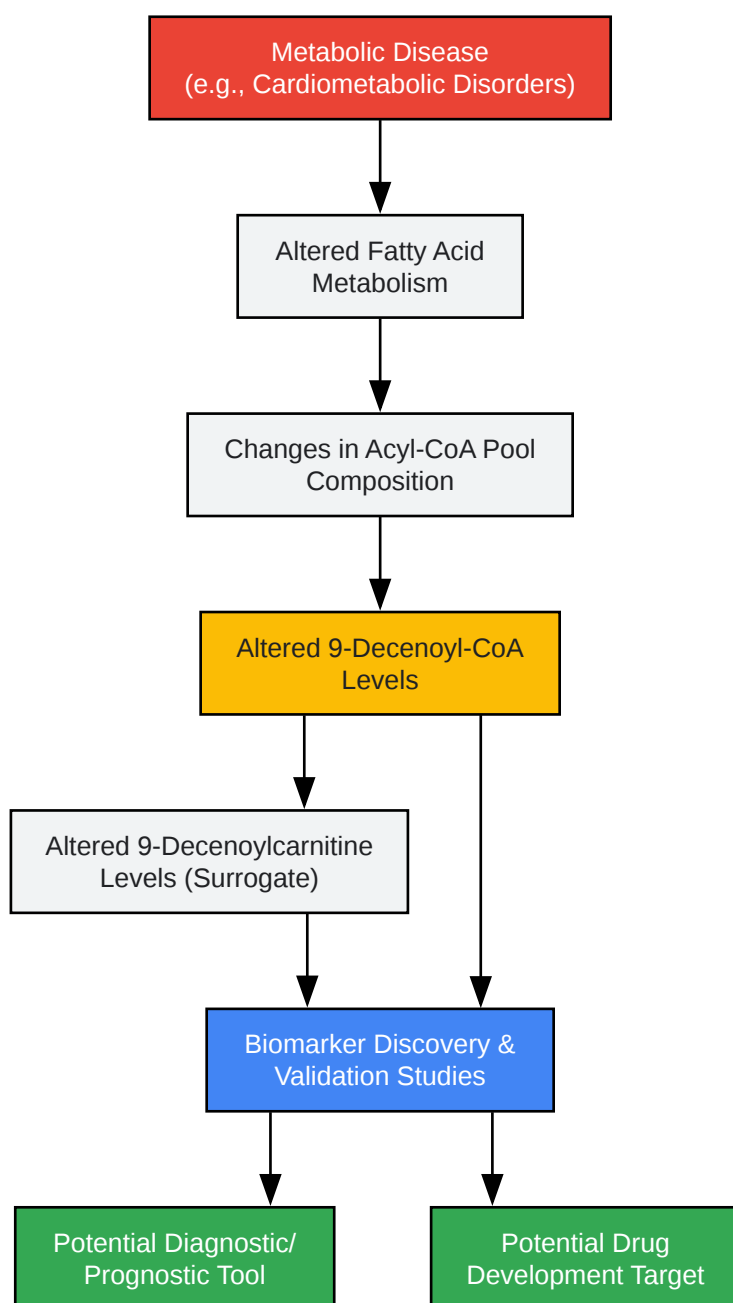 Metabolic Disease
(e.g., Cardiometabolic Disorders)
Altered Fatty Acid
Metabolism
Changes in Acyl-CoA Pool
Composition
Altered 9-Decenoyl-CoA
Levels
Altered 9-Decenoylcarnitine
Levels (Surrogate)
Biomarker Discovery &
Validation Studies
Potential Diagnostic/
Prognostic Tool
Potential Drug
Development Target